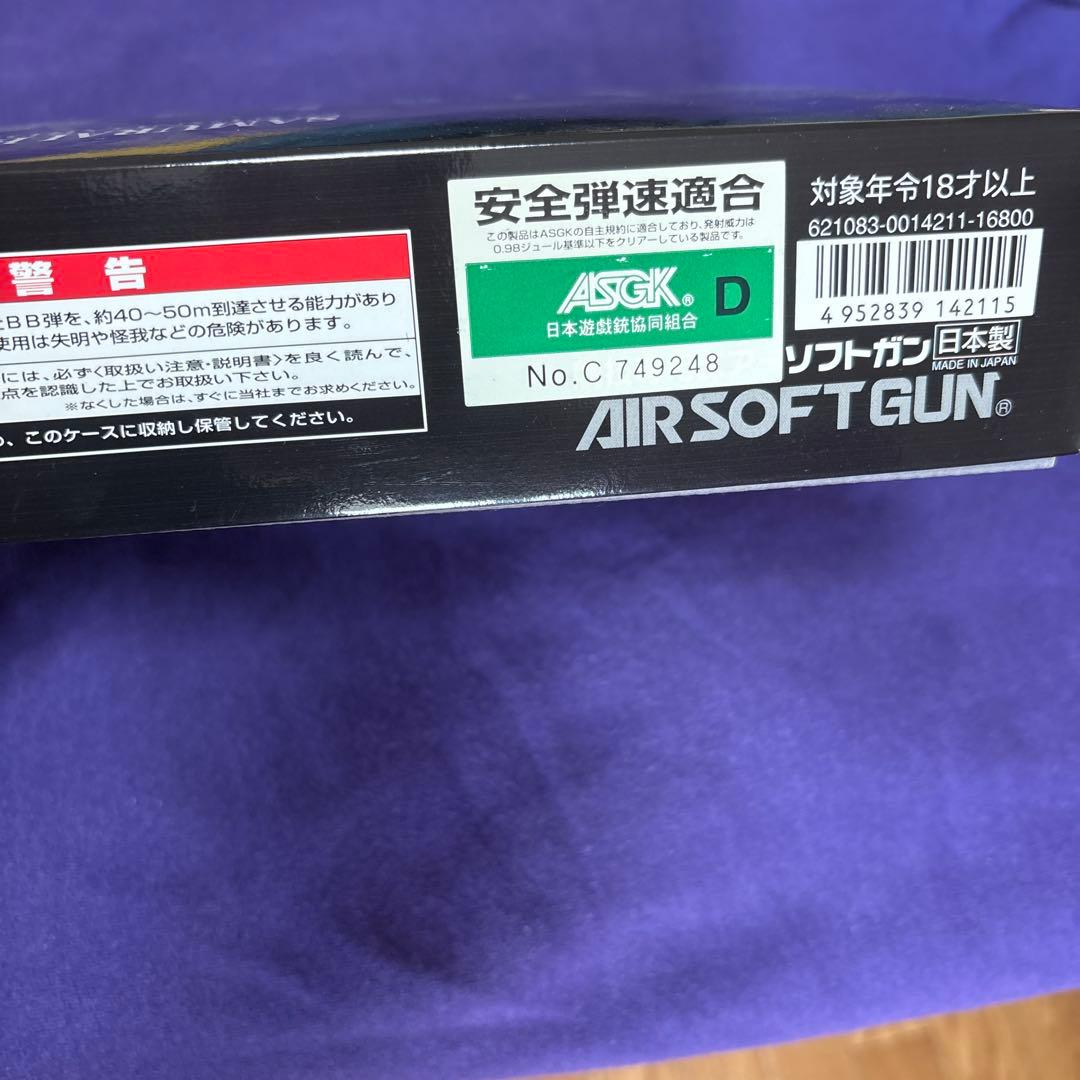 SAMURAI E
警 告
BB弾を、約40〜50m到達させる能力があり
使用は失明や怪我などの危険があります。
には、必ず〈取扱い注意・説明書〉を良く読んで、
点を認識した上でお取扱い下さい。
※なくした場合は、すぐに当社までお求めください。
、このケースに収納し保管してください。
安全弾速適合
この製品はASGKの自主規約に適合しており、発射威力は
0.98ジュール基準以下をクリアーしている製品です。
ASGK® D
日本遊戯銃協同組合
No.C 749248
対象年令18才以上
621083-0014211-16800
4 952839 142115
ソフトガン 日本製
MADE IN JAPAN
AIRSOFT GUN®